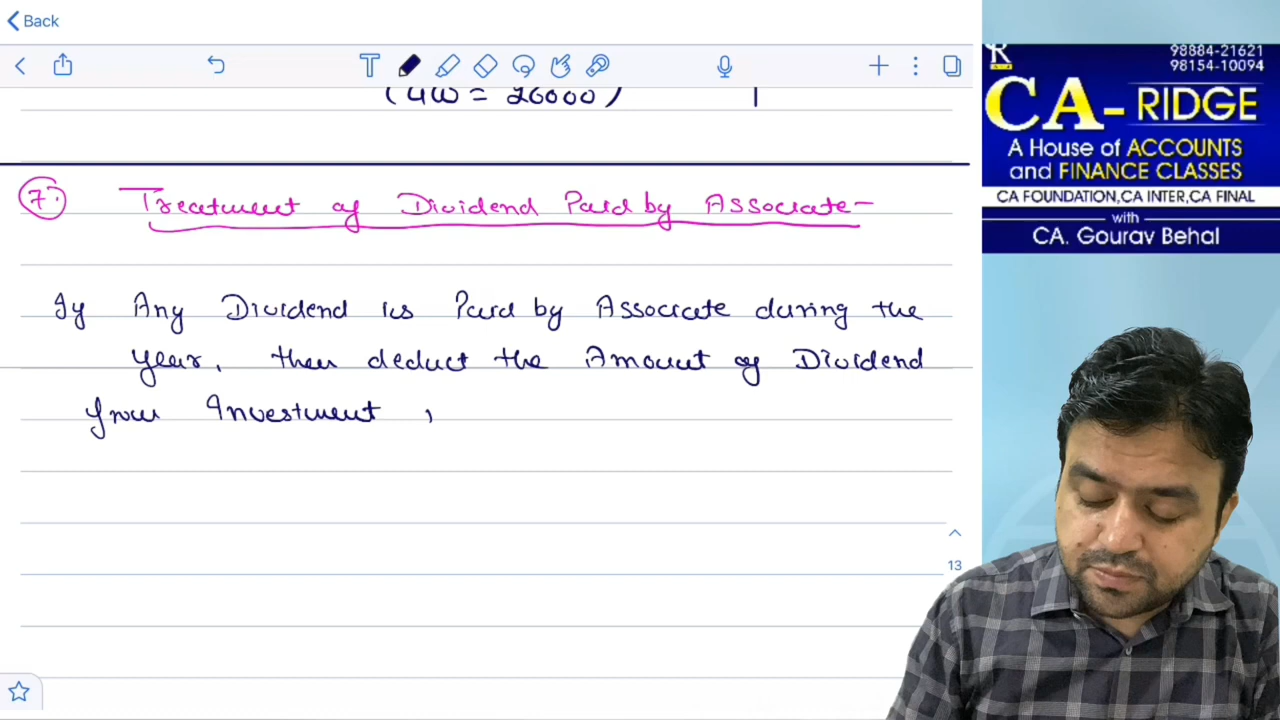 Back
T
98884-21621
98154-10094
CA-RIDGE
A House of ACCOUNTS
and FINANCE CLASSES
CA FOUNDATION,CA INTER,CA FINAL
with
CA. Gourav Behal
(GW = 26000)
7. Treatment of Dividend Paid by Associate-
If Any Dividend is Paid by Associate during the
year, then deduct the Amount of Dividend
from Investment ,
13